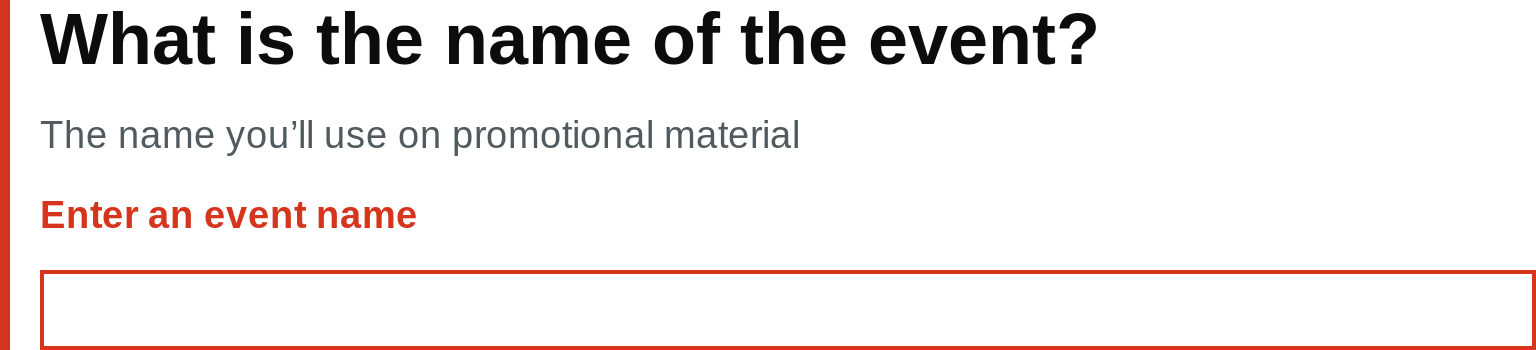 What is the name of the event?
The name you’ll use on promotional material
Enter an event name